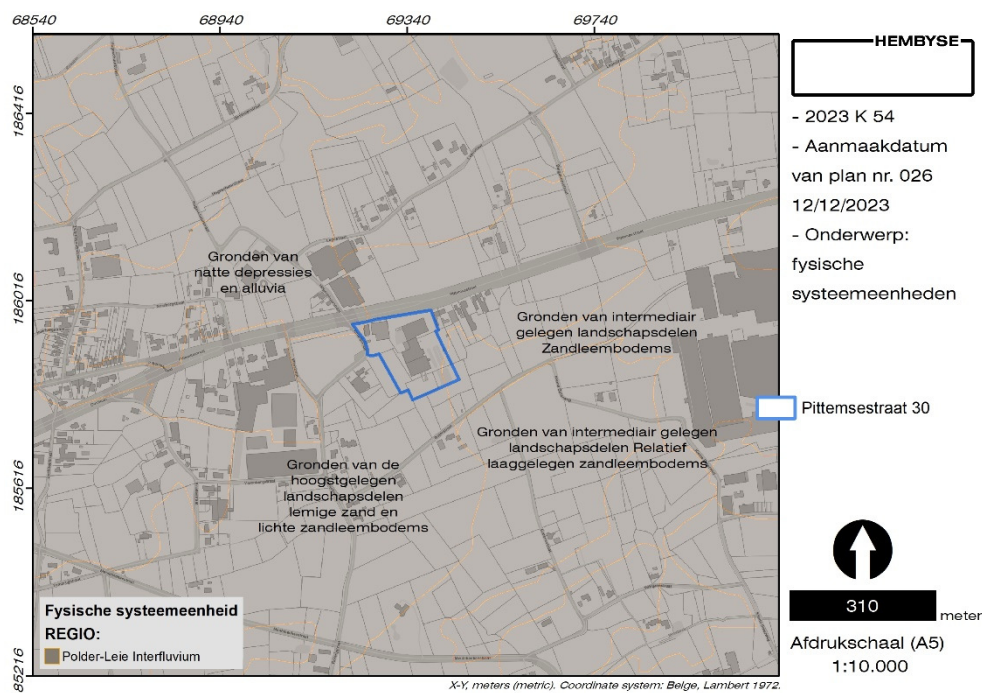 68540
68940
69340
69740
186416
186016
185616
85216
Gronden van
natte depressies
en alluvia
Gronden van intermediair
gelegen landschapsdelen
Zandleembodems
Gronden van intermediair gelegen
landschapsdelen Relatief
laaggelegen zandleembodems
Gronden van de
hoogstgelegen
landschapsdelen
lemige zand en
lichte zandleembodems
Fysische systeemeenheid
REGIO:
Polder-Leie Interfluvium
X-Y, meters (metric). Coordinate system: Belge, Lambert 1972.
HEMBYSE
- 2023 K 54
- Aanmaakdatum
van plan nr. 026
12/12/2023
- Onderwerp:
fysische
systeemeenheden
Pittemsestraat 30
310
meter
Afdrukschaal (A5)
1:10.000